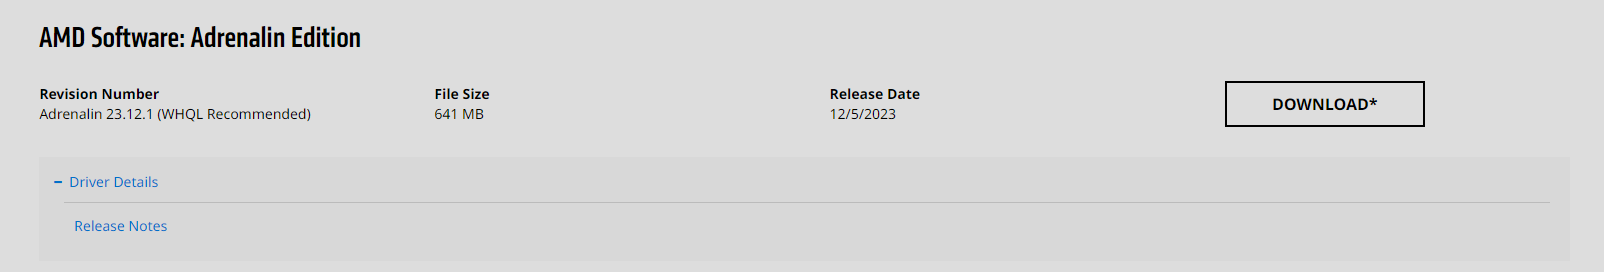 AMD Software: Adrenalin Edition
Revision Number
Adrenalin 23.12.1 (WHQL Recommended)
File Size
641 MB
Release Date
12/5/2023
DOWNLOAD*
– Driver Details
Release Notes